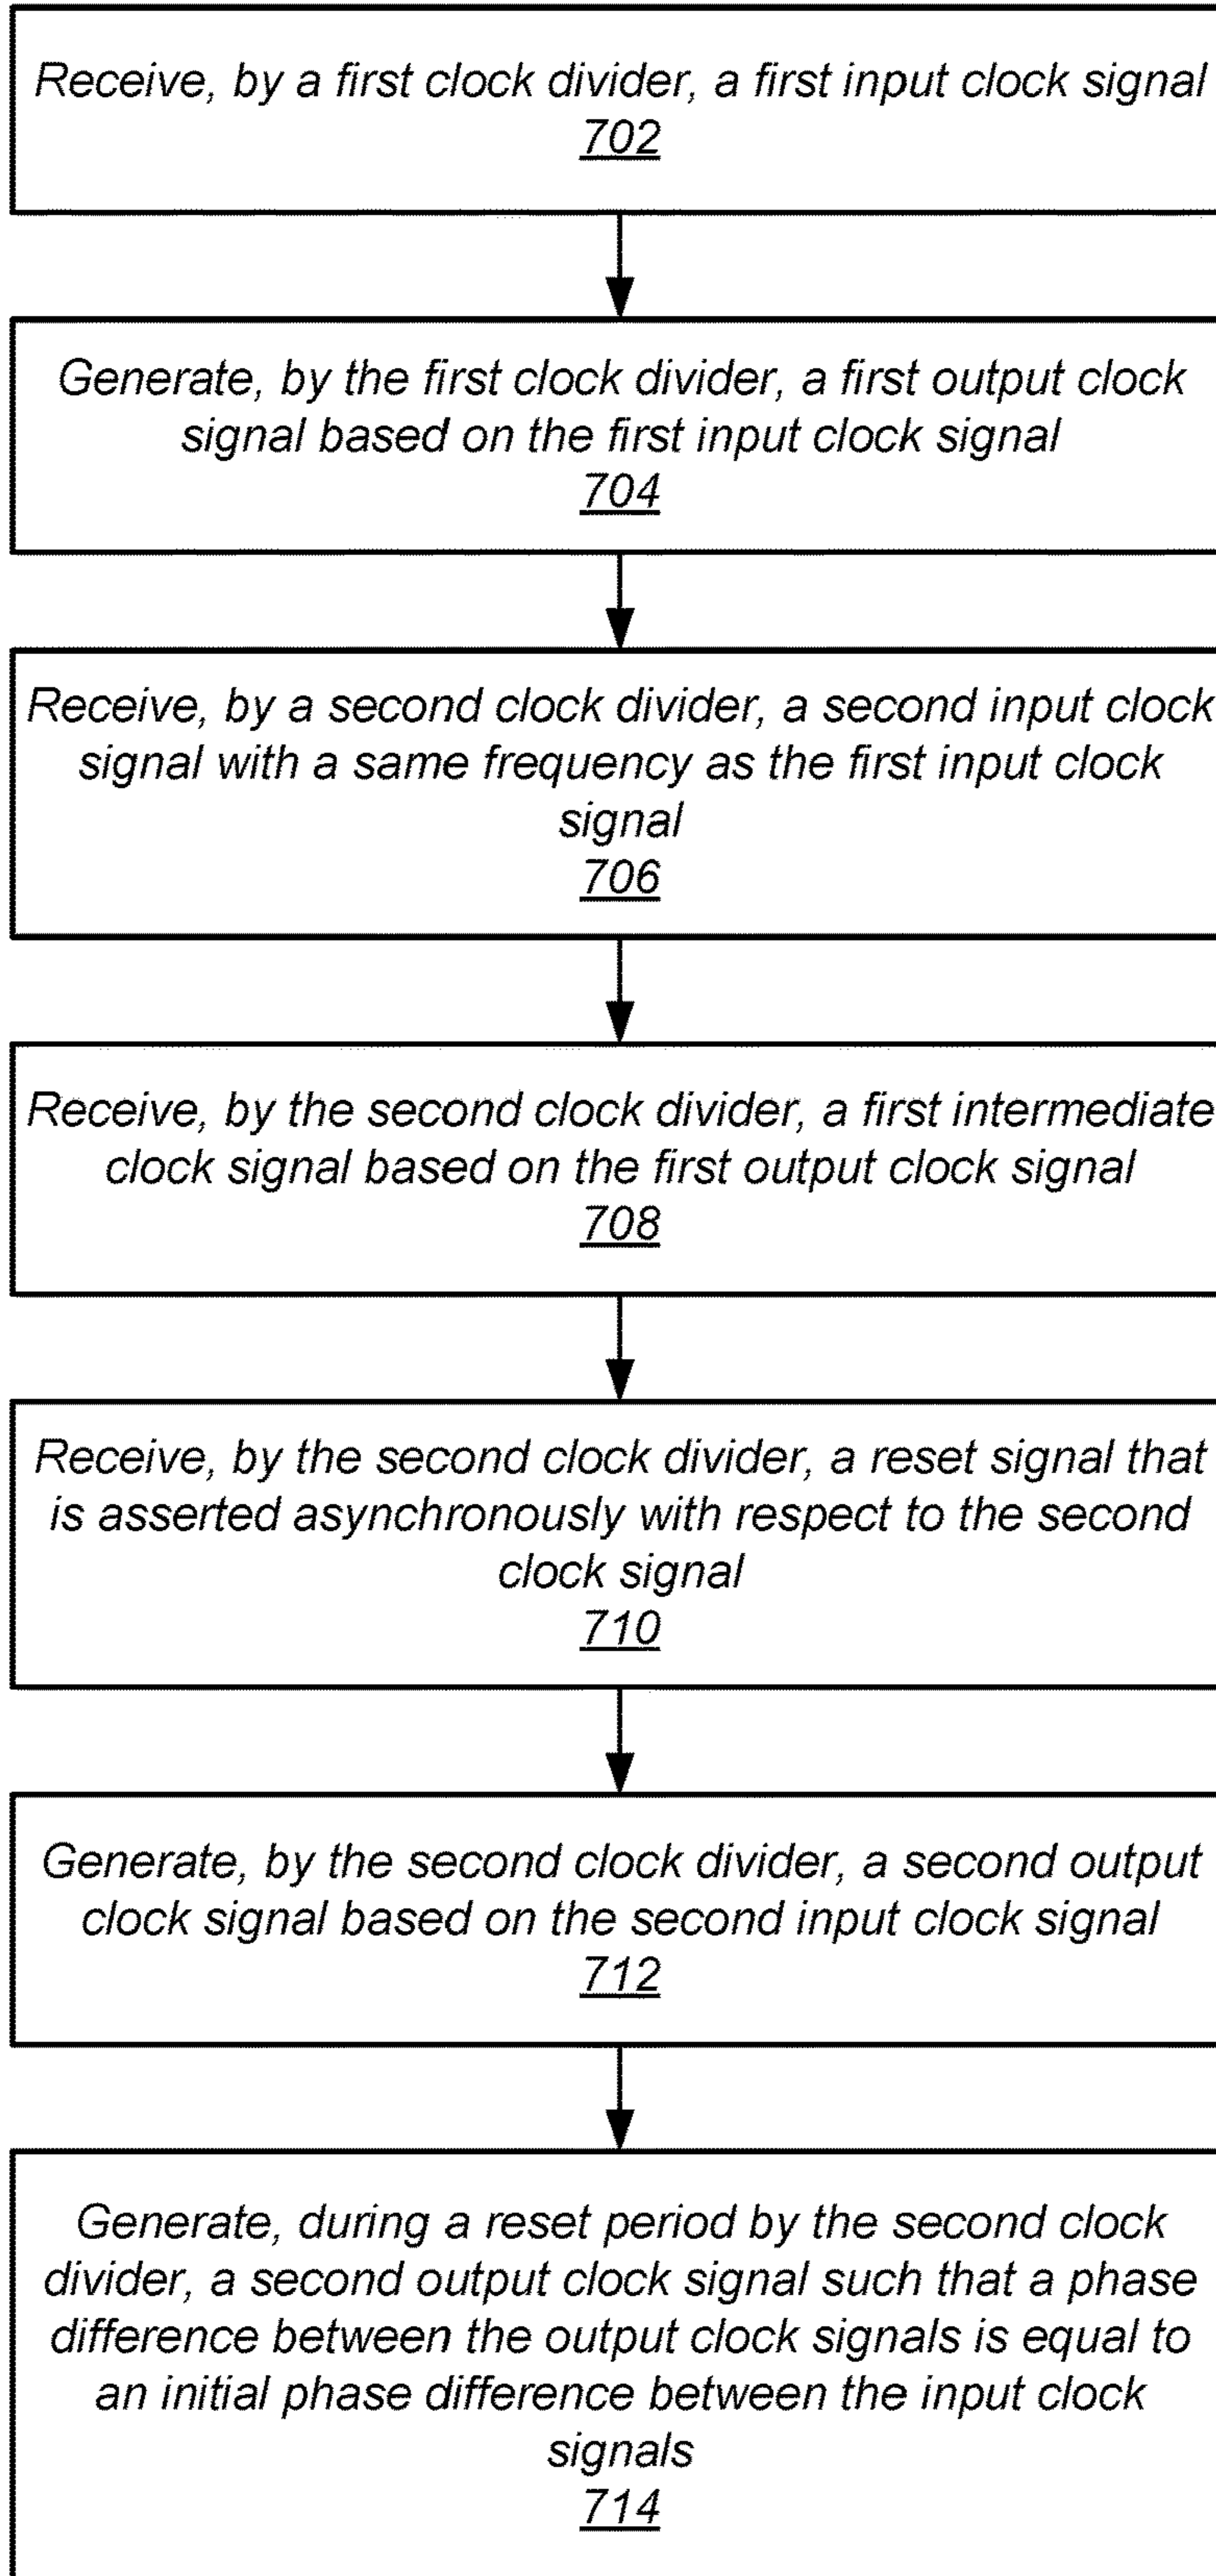 Receive, by a first clock divider, a first input clock signal
702
Generate, by the first clock divider, a first output clock
signal based on the first input clock signal
704
Receive, by a second clock divider, a second input clock
signal with a same frequency as the first input clock
signal
706
Receive, by the second clock divider, a first intermediate
clock signal based on the first output clock signal
708
Receive, by the second clock divider, a reset signal that
is asserted asynchronously with respect to the second
clock signal
710
Generate, by the second clock divider, a second output
clock signal based on the second input clock signal
712
Generate, during a reset period by the second clock
divider, a second output clock signal such that a phase
difference between the output clock signals is equal to
an initial phase difference between the input clock
signals
714